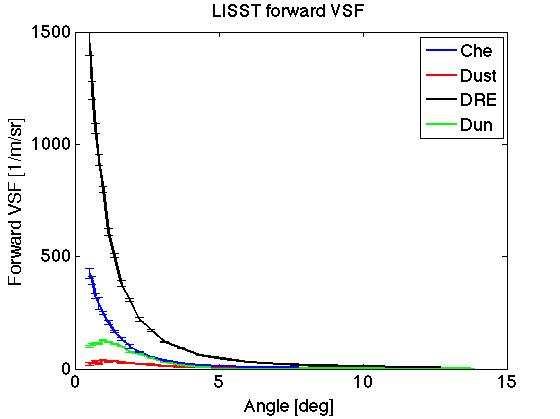 LISST forward VSF
1500
1000
500
0
Forward VSF [1/m/sr]
Che
Dust
DRE
Dun
0
5
10
15
Angle [deg]